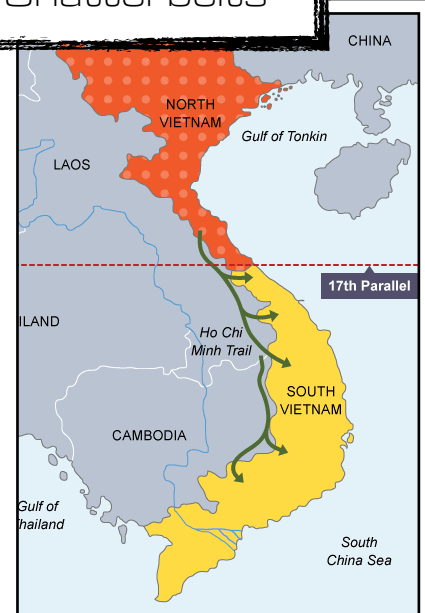 CHINA
NORTH
VIETNAM
Gulf of Tonkin
LAOS
17th Parallel
ILAND
Ho Chi
Minh Trail
SOUTH
VIETNAM
CAMBODIA
Gulf of
hailand
South
China Sea